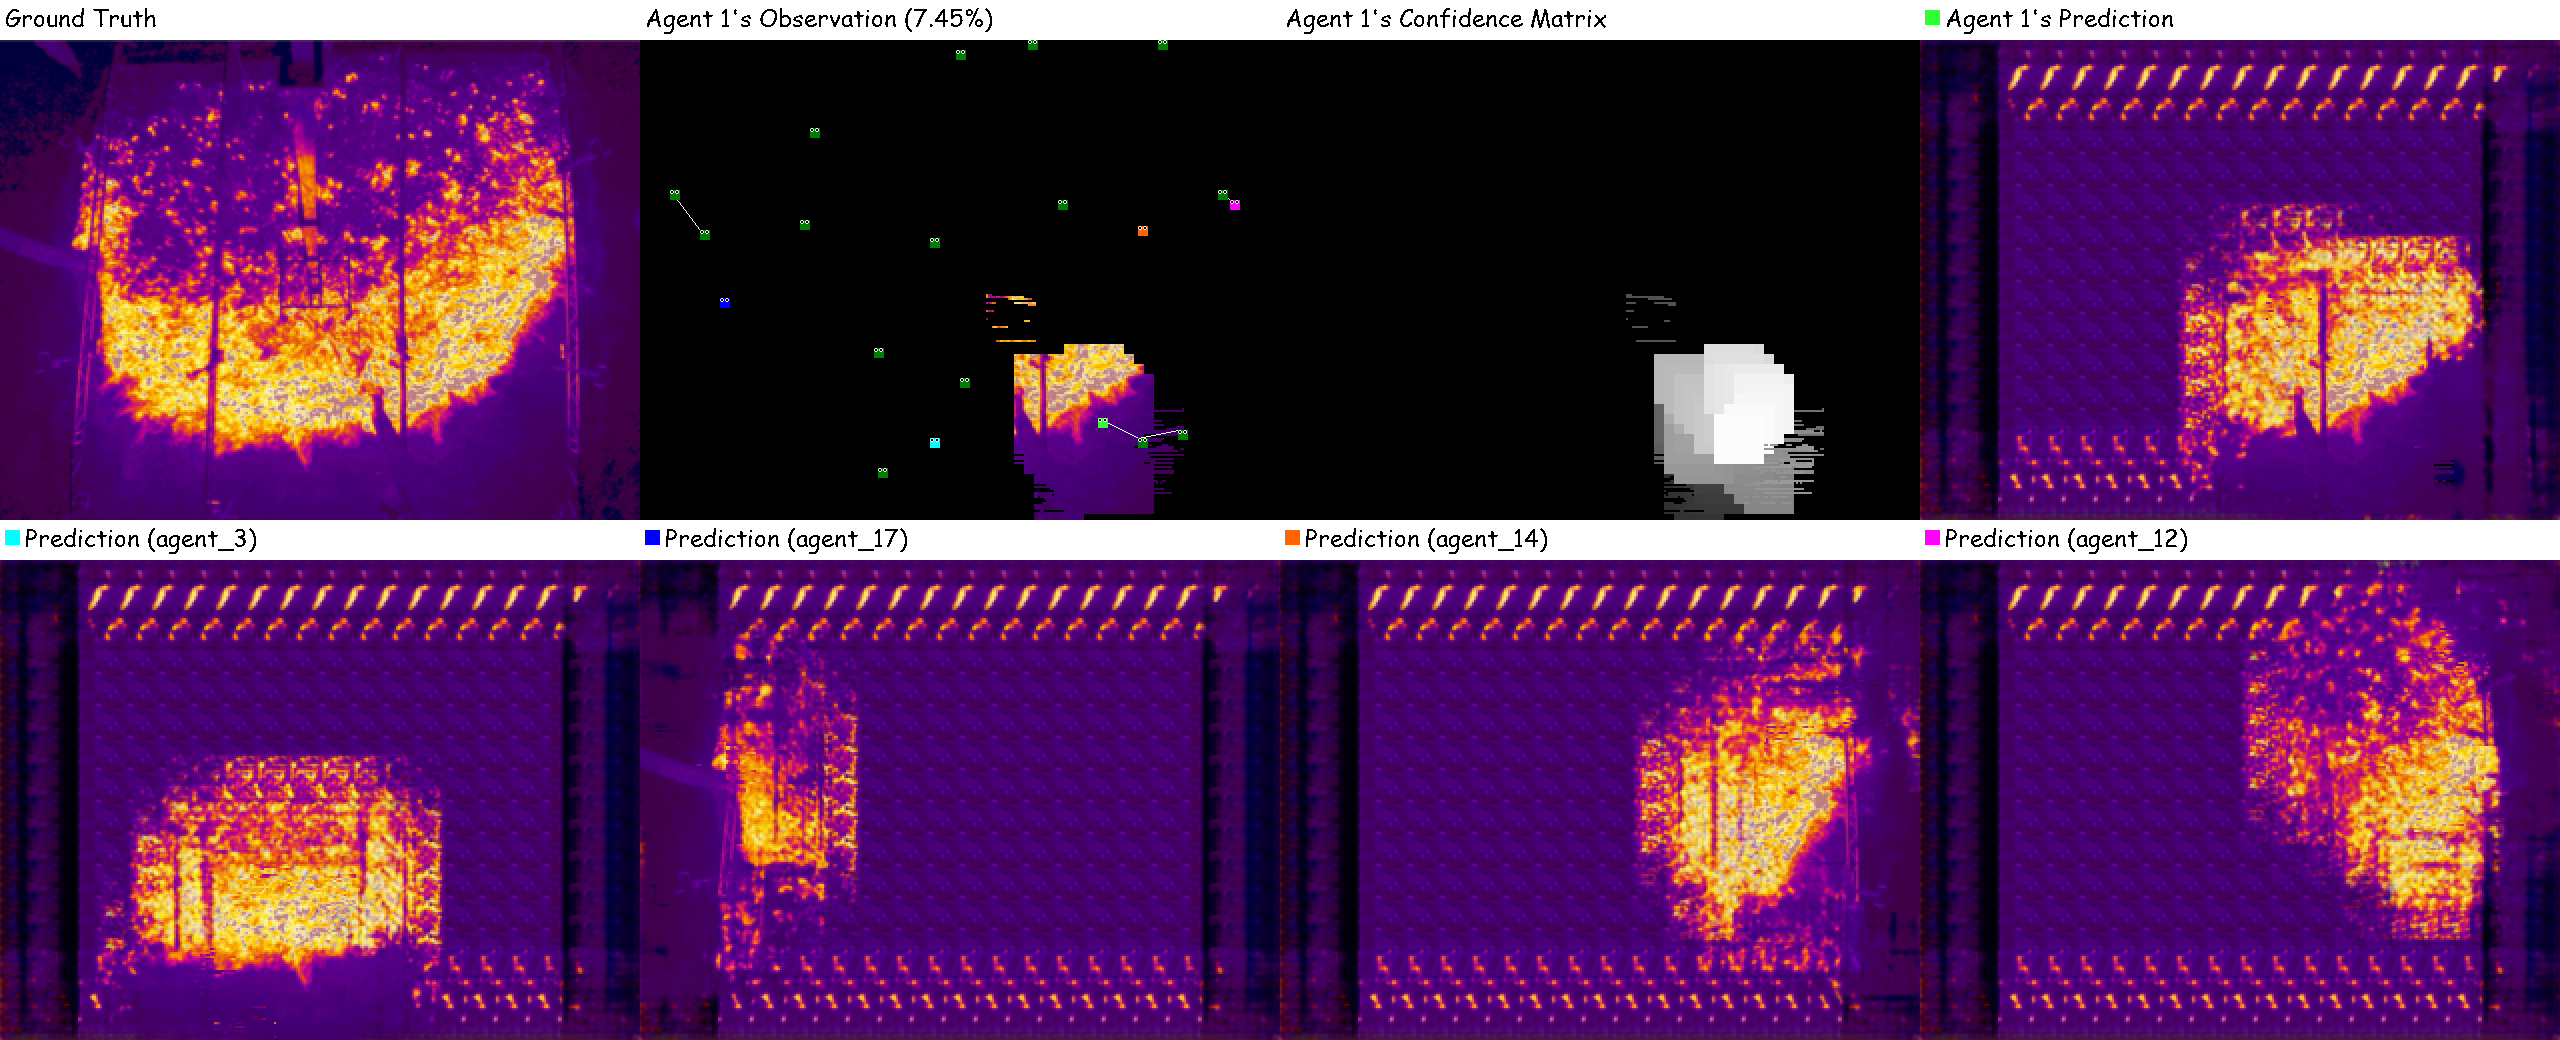 Ground Truth
Agent 1's Observation (7.45%)
Agent 1's Confidence Matrix
Agent 1's Prediction
Prediction (agent_3)
Prediction (agent_17)
Prediction (agent_14)
Prediction (agent_12)